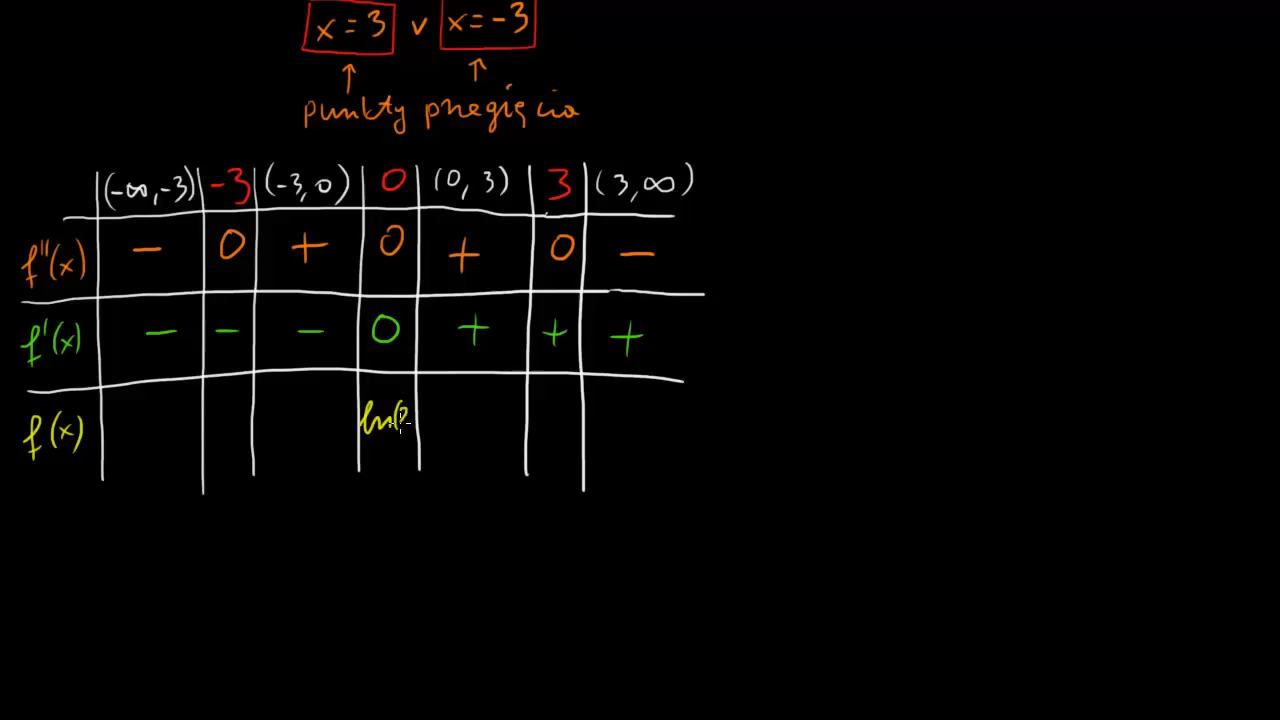 x = 3 v x = -3
↑ ↑
punkty przegięcia
(-∞, -3) -3 (-3, 0) 0 (0, 3) 3 (3, ∞)
f''(x) - 0 + 0 + 0 -
f'(x) - - - 0 + + +
f(x)